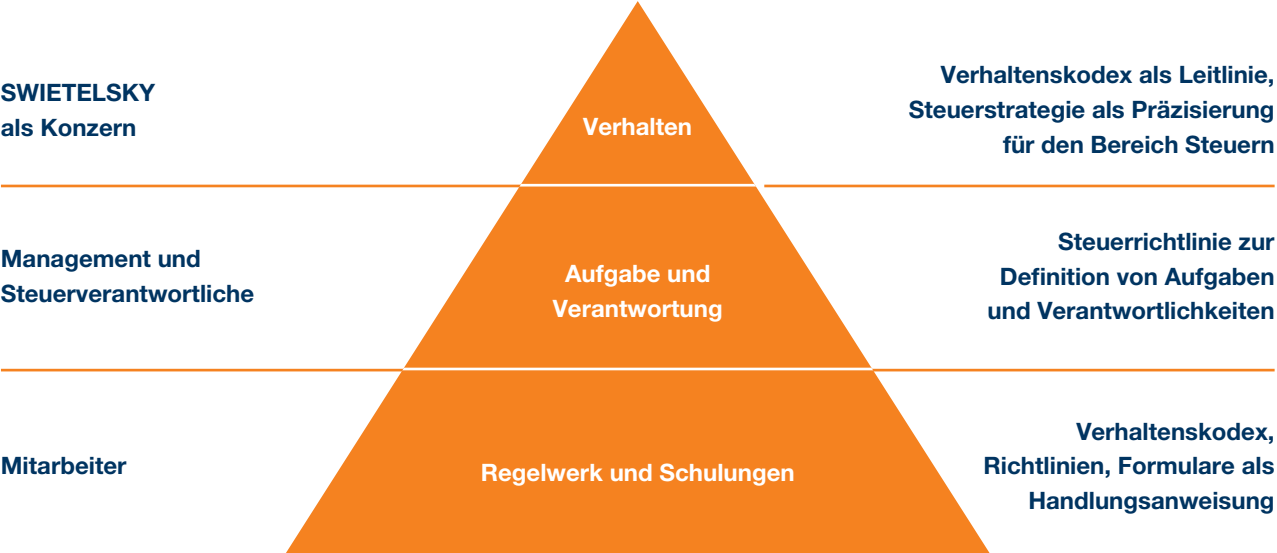 SWIETELSKY
als Konzern
Verhalten
Verhaltenskodex als Leitlinie,
Steuerstrategie als Präzisierung
für den Bereich Steuern
Management und
Steuerverantwortliche
Aufgabe und
Verantwortung
Steuerrichtlinie zur
Definition von Aufgaben
und Verantwortlichkeiten
Mitarbeiter
Regelwerk und Schulungen
Verhaltenskodex,
Richtlinien, Formulare als
Handlungsanweisung